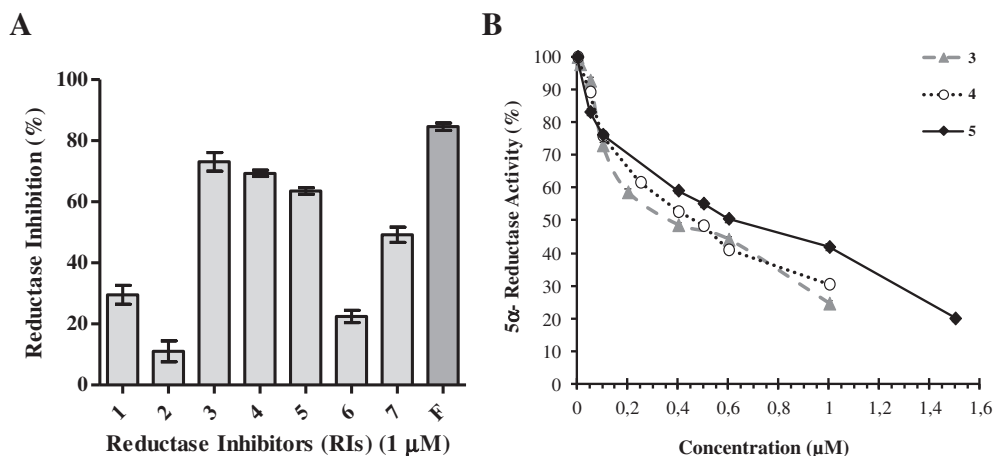 A
Reductase Inhibition (%)
100
80
60
40
20
0
1 2 3 4 5 6 7 F
Reductase Inhibitors (RIs) (1 µM)
B
5α- Reductase Activity (%)
100
90
80
70
60
50
40
30
20
10
0
0 0,2 0,4 0,6 0,8 1 1,2 1,4 1,6
Concentration (µM)
3
4
5